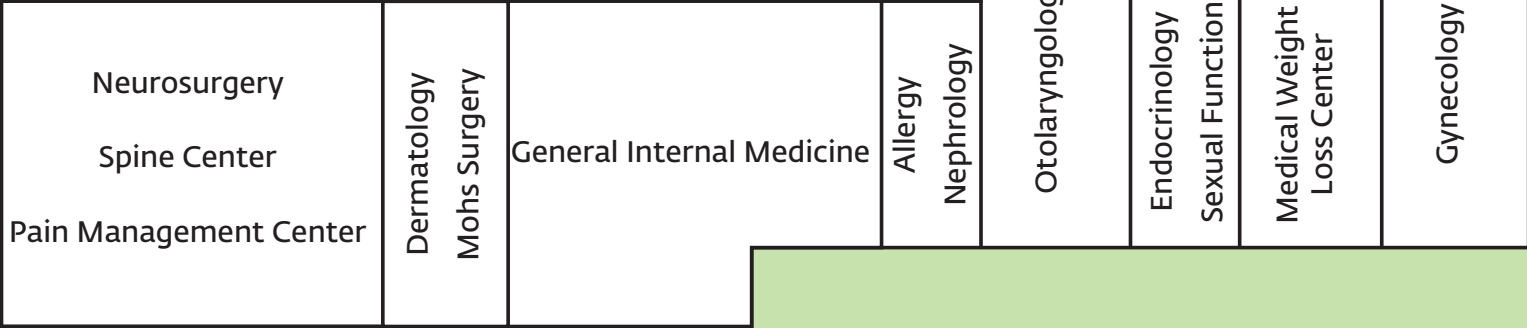 Neurosurgery
Spine Center
Pain Management Center
Dermatology
Mohs Surgery
General Internal Medicine
Allergy
Nephrology
Otolaryngolog
Endocrinology
Sexual Function
Medical Weight
Loss Center
Gynecology